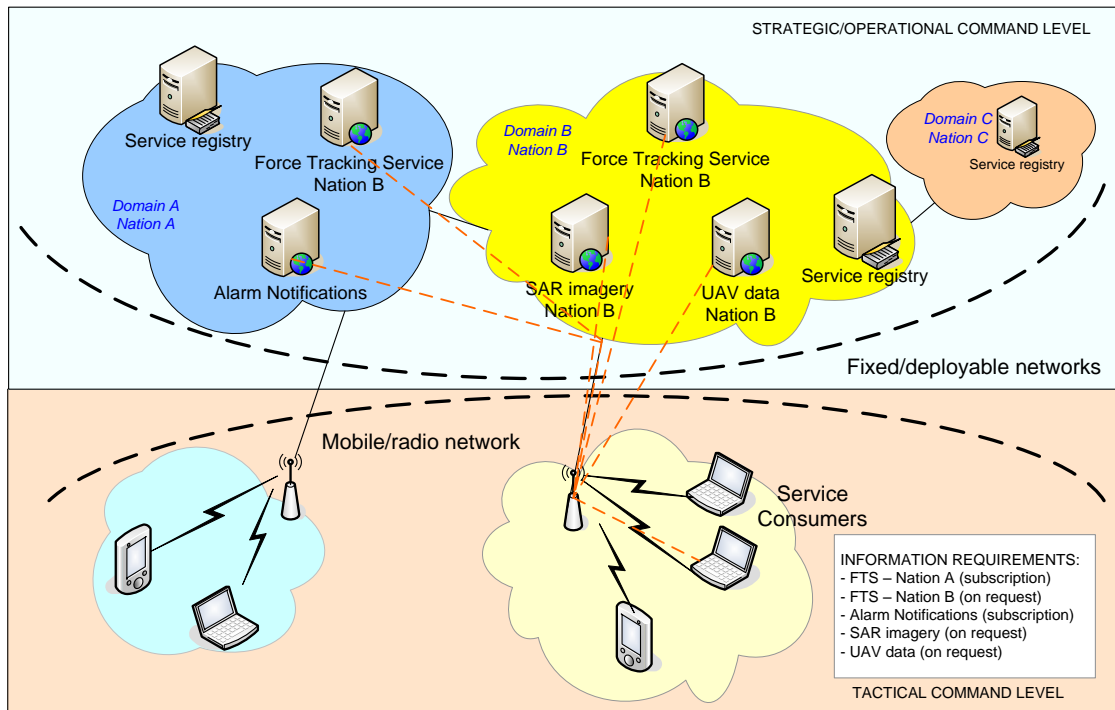 STRATEGIC/OPERATIONAL COMMAND LEVEL
Service registry
Force Tracking Service
Nation B
Domain A
Nation A
Alarm Notifications
Domain B
Nation B
Force Tracking Service
Nation B
SAR imagery
Nation B
UAV data
Nation B
Service registry
Domain C
Nation C
Service registry
Fixed/deployable networks
Mobile/radio network
Service
Consumers
INFORMATION REQUIREMENTS:
- FTS – Nation A (subscription)
- FTS – Nation B (on request)
- Alarm Notifications (subscription)
- SAR imagery (on request)
- UAV data (on request)
TACTICAL COMMAND LEVEL